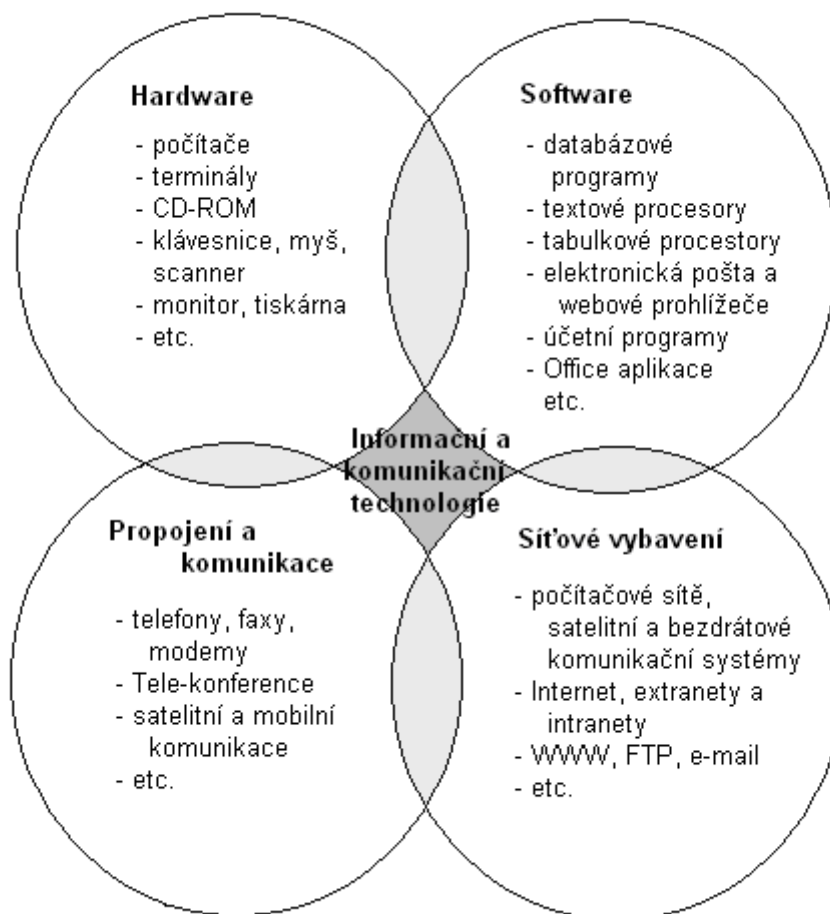 Hardware
- počítače
- terminály
- CD-ROM
- klávesnice, myš,
scanner
- monitor, tiskárna
- etc.
Software
- databázové
programy
- textové procesory
- tabulkové procestory
- elektronická pošta a
webové prohlížeče
- účetní programy
- Office aplikace
etc.
Informační a
komunikační
technologie
Propojení a
komunikace
- telefony, faxy,
modemy
- Tele-konference
- satelitní a mobilní
komunikace
- etc.
Síťové vybavení
- počítačové sítě,
satelitní a bezdrátové
komunikační systémy
- Internet, extranety a
intranety
- WWW, FTP, e-mail
- etc.